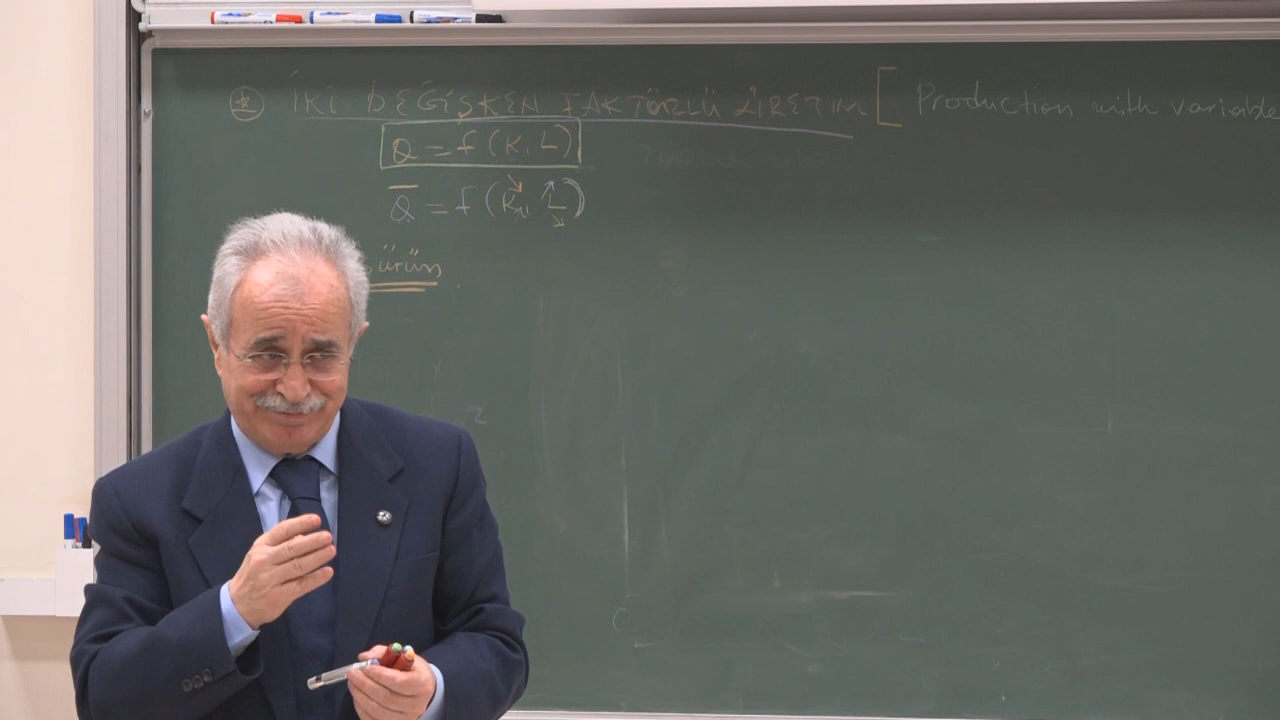 * İKİ DEĞİŞKEN FAKTÖRLÜ ÜRETİM [ Production with variable
Q = f (K, L)
Q̅ = f (K, L)
ürün